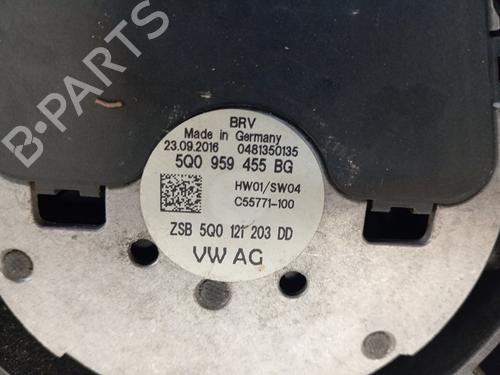 B-PARTS
BRV
Made in Germany
23.09.2016 0481350135
5Q0 959 455 BG
HW01/SW04
C55771-100
ZSB 5Q0 121 203 DD
VW AG